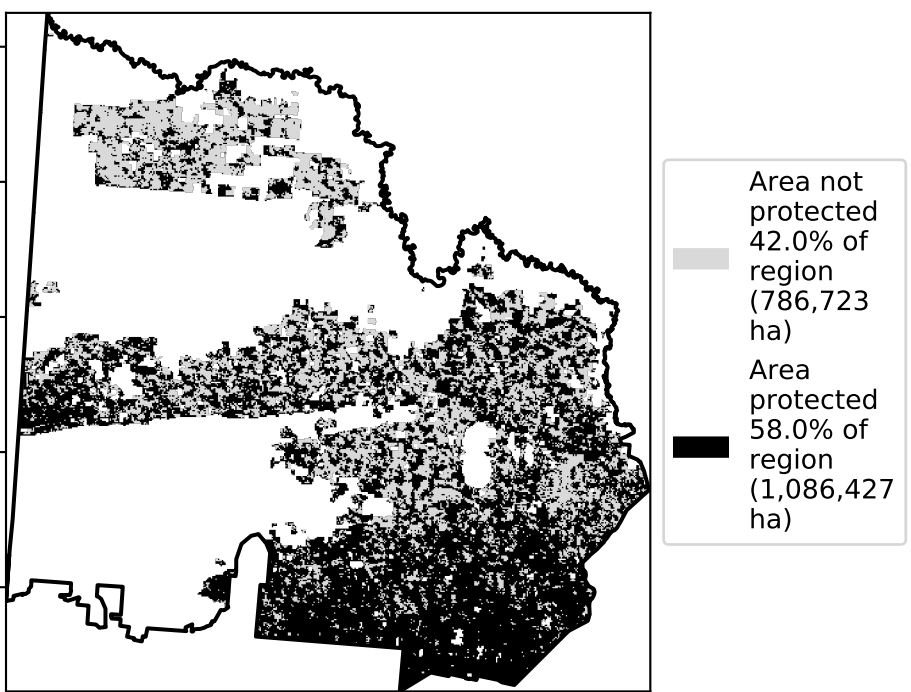 Area not
protected
42.0% of
region
(786,723
ha)
Area
protected
58.0% of
region
(1,086,427
ha)